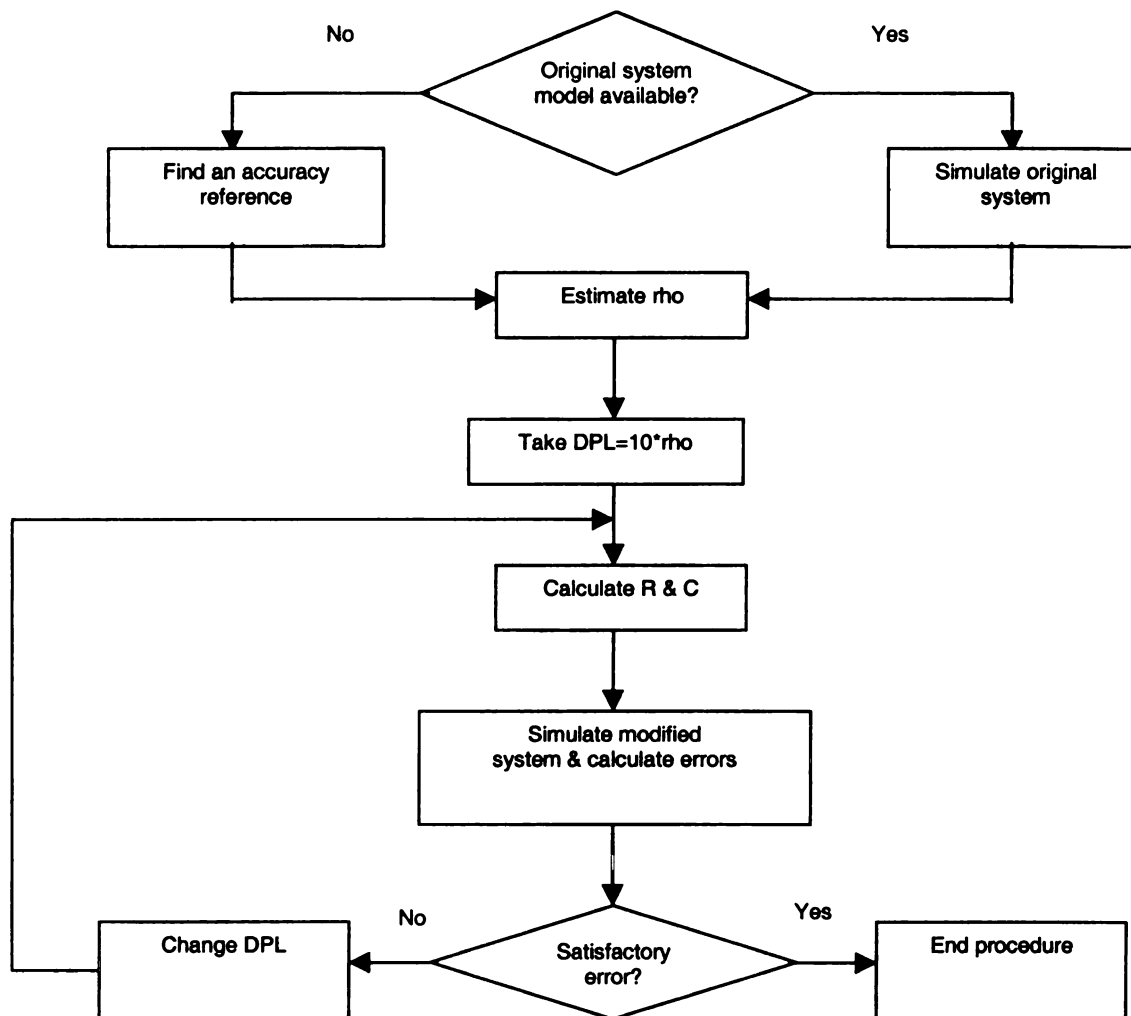 No
Yes
Original system
model available?
Find an accuracy
reference
Simulate original
system
Estimate rho
Take DPL=10*rho
Calculate R & C
Simulate modified
system & calculate errors
No
Yes
Change DPL
Satisfactory
error?
End procedure